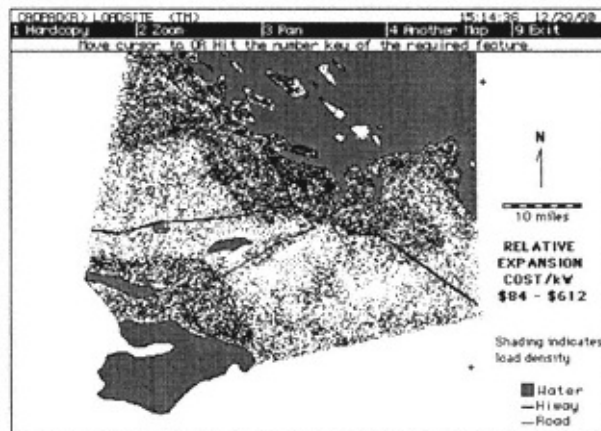 CADPAD(R) LOADSITE (TM) 15:14:36 12/29/90
1 Hardcopy 2 Zoom 3 Pan 4 Another Map 9 Exit
Move cursor to OR Hit the number key of the required feature.
N
10 miles
RELATIVE
EXPANSION
COST/kW
$84 - $612
Shading indicates
load density
Water
Hiway
Road